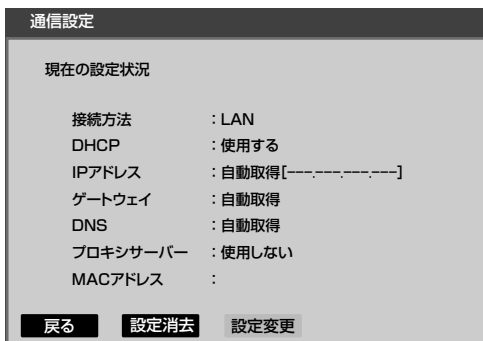 通信設定
現在の設定状況
接続方法 : LAN
DHCP : 使用する
IPアドレス : 自動取得[---.---.---.---]
ゲートウェイ : 自動取得
DNS : 自動取得
プロキシサーバー : 使用しない
MACアドレス :
戻る 設定消去 設定変更